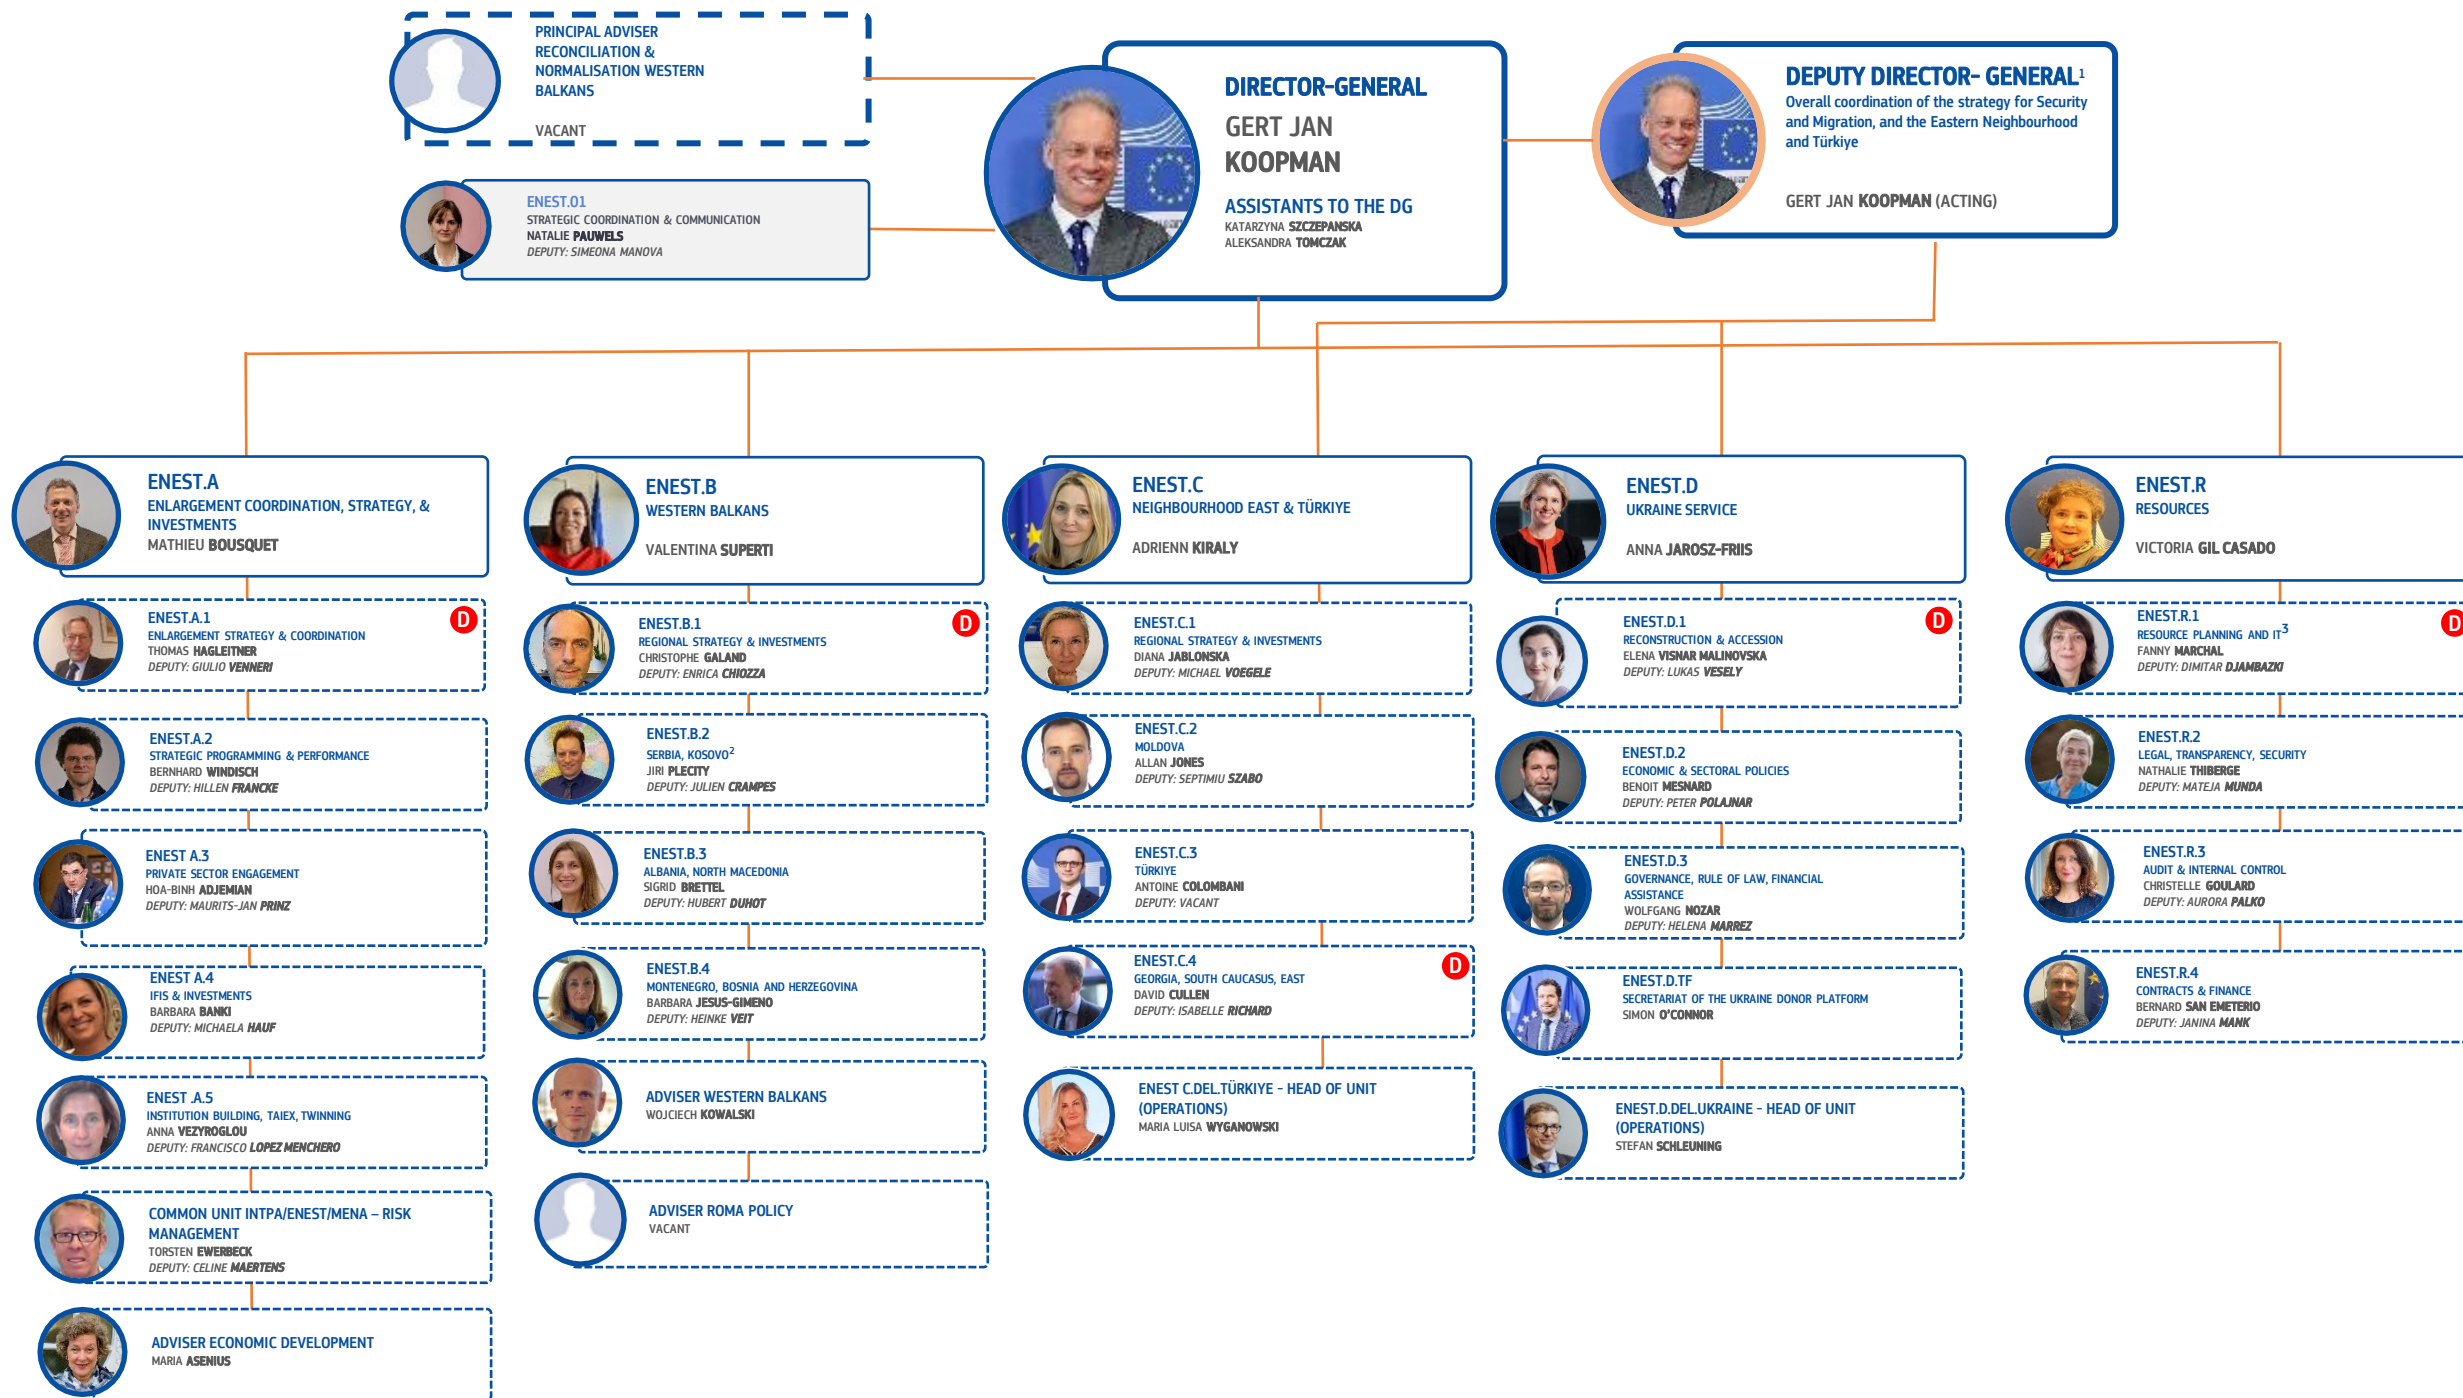 PRINCIPAL ADVISER
RECONCILIATION &
NORMALISATION WESTERN
BALKANS
VACANT
ENEST.01
STRATEGIC COORDINATION & COMMUNICATION
NATALIE PAUWELS
DEPUTY: SIMEONA MANOVA
DIRECTOR-GENERAL
GERT JAN
KOOPMAN
ASSISTANTS TO THE DG
KATARZYNA SZCZEPANSKA
ALEKSANDRA TOMCZAK
DEPUTY DIRECTOR- GENERAL¹
Overall coordination of the strategy for Security
and Migration, and the Eastern Neighbourhood
and Türkiye
GERT JAN KOOPMAN (ACTING)
ENEST.A
ENLARGEMENT COORDINATION, STRATEGY, &
INVESTMENTS
MATHIEU BOUSQUET
ENEST.A.1
ENLARGEMENT STRATEGY & COORDINATION
THOMAS HAGLEITNER
DEPUTY: GIULIO VENNERI
D
ENEST.A.2
STRATEGIC PROGRAMMING & PERFORMANCE
BERNHARD WINDISCH
DEPUTY: HILLEN FRANCKE
ENEST A.3
PRIVATE SECTOR ENGAGEMENT
HOA-BINH ADJEMIAN
DEPUTY: MAURITS-JAN PRINZ
ENEST A.4
IFIS & INVESTMENTS
BARBARA BANKI
DEPUTY: MICHAELA HAUF
ENEST .A.5
INSTITUTION BUILDING, TAIEX, TWINNING
ANNA VEZYROGLOU
DEPUTY: FRANCISCO LOPEZ MENCHERO
COMMON UNIT INTPA/ENEST/MENA – RISK
MANAGEMENT
TORSTEN EWERBECK
DEPUTY: CELINE MAERTENS
ADVISER ECONOMIC DEVELOPMENT
MARIA ASENIUS
ENEST.B
WESTERN BALKANS
VALENTINA SUPERTI
ENEST.B.1
REGIONAL STRATEGY & INVESTMENTS
CHRISTOPHE GALAND
DEPUTY: ENRICA CHIOZZA
D
ENEST.B.2
SERBIA, KOSOVO²
JIRI PLECITY
DEPUTY: JULIEN CRAMPES
ENEST.B.3
ALBANIA, NORTH MACEDONIA
SIGRID BRETTEL
DEPUTY: HUBERT DUHOT
ENEST.B.4
MONTENEGRO, BOSNIA AND HERZEGOVINA
BARBARA JESUS-GIMENO
DEPUTY: HEINKE VEIT
ADVISER WESTERN BALKANS
WOJCIECH KOWALSKI
ADVISER ROMA POLICY
VACANT
ENEST.C
NEIGHBOURHOOD EAST & TÜRKIYE
ADRIENN KIRALY
ENEST.C.1
REGIONAL STRATEGY & INVESTMENTS
DIANA JABLONSKA
DEPUTY: MICHAEL VOEGELE
ENEST.C.2
MOLDOVA
ALLAN JONES
DEPUTY: SEPTIMIU SZABO
ENEST.C.3
TÜRKIYE
ANTOINE COLOMBANI
DEPUTY: VACANT
ENEST.C.4
GEORGIA, SOUTH CAUCASUS, EAST
DAVID CULLEN
DEPUTY: ISABELLE RICHARD
D
ENEST C.DEL.TÜRKIYE - HEAD OF UNIT
(OPERATIONS)
MARIA LUISA WYGANOWSKI
ENEST.D
UKRAINE SERVICE
ANNA JAROSZ-FRIIS
ENEST.D.1
RECONSTRUCTION & ACCESSION
ELENA VISNAR MALINOVSKA
DEPUTY: LUKAS VESELY
D
ENEST.D.2
ECONOMIC & SECTORAL POLICIES
BENOIT MESNARD
DEPUTY: PETER POLAJNAR
ENEST.D.3
GOVERNANCE, RULE OF LAW, FINANCIAL
ASSISTANCE
WOLFGANG NOZAR
DEPUTY: HELENA MARREZ
ENEST.D.TF
SECRETARIAT OF THE UKRAINE DONOR PLATFORM
SIMON O'CONNOR
ENEST.D.DEL.UKRAINE - HEAD OF UNIT
(OPERATIONS)
STEFAN SCHLEUNING
ENEST.R
RESOURCES
VICTORIA GIL CASADO
ENEST.R.1
RESOURCE PLANNING AND IT³
FANNY MARCHAL
DEPUTY: DIMITAR DJAMBAZKI
D
ENEST.R.2
LEGAL, TRANSPARENCY, SECURITY
NATHALIE THIBERGE
DEPUTY: MATEJA MUNDA
ENEST.R.3
AUDIT & INTERNAL CONTROL
CHRISTELLE GOULARD
DEPUTY: AURORA PALKO
ENEST.R.4
CONTRACTS & FINANCE
BERNARD SAN EMETERIO
DEPUTY: JANINA MANK